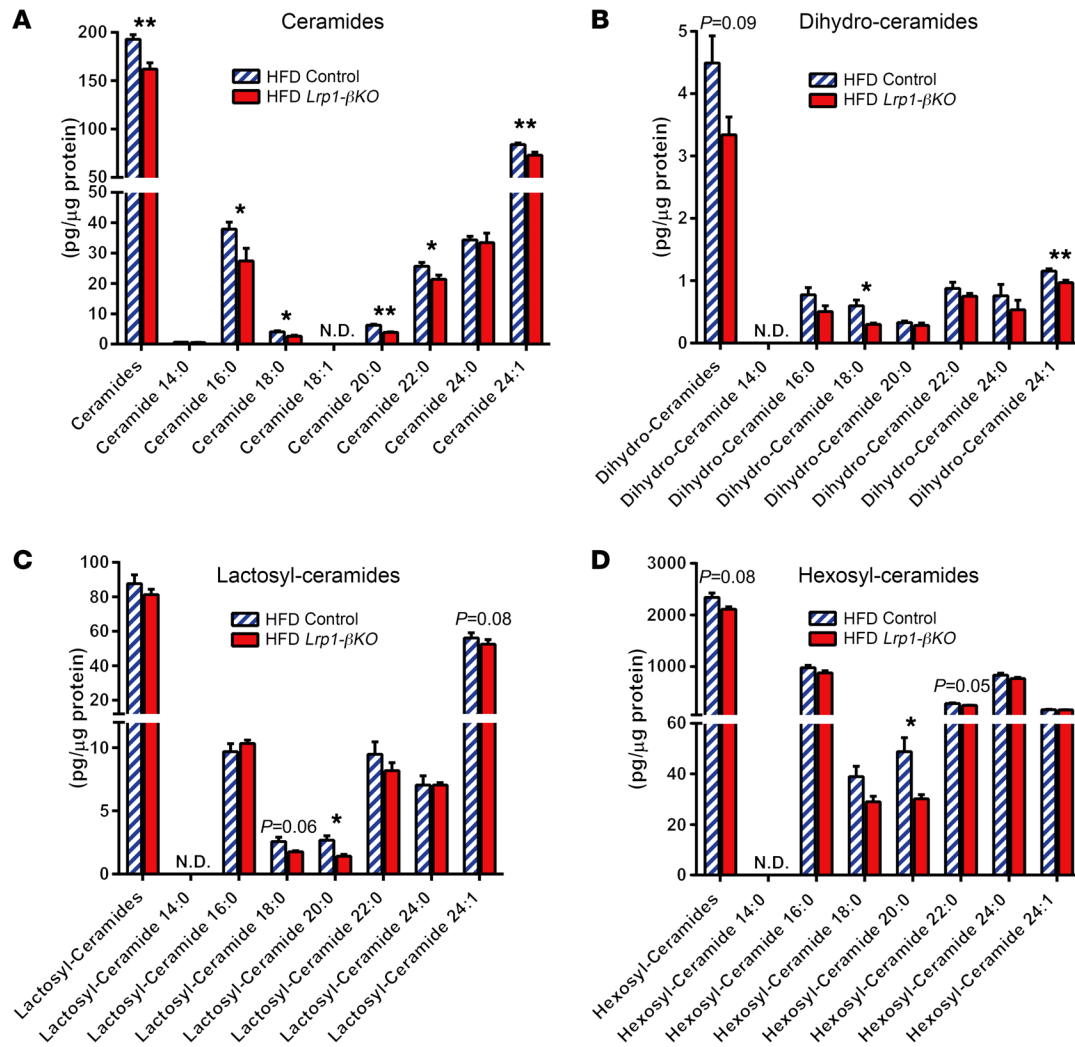 A
Ceramides
**
HFD Control
HFD Lrp1-βKO
**
*
*
N.D.
**
*
(pg/µg protein)
200
150
100
50
50
40
30
20
10
0
Ceramides
Ceramide 14:0
Ceramide 16:0
Ceramide 18:0
Ceramide 18:1
Ceramide 20:0
Ceramide 22:0
Ceramide 24:0
Ceramide 24:1
B
Dihydro-ceramides
P=0.09
HFD Control
HFD Lrp1-βKO
N.D.
*
**
(pg/µg protein)
5
4
3
2
1
0
Dihydro-Ceramides
Dihydro-Ceramide 14:0
Dihydro-Ceramide 16:0
Dihydro-Ceramide 18:0
Dihydro-Ceramide 20:0
Dihydro-Ceramide 22:0
Dihydro-Ceramide 24:0
Dihydro-Ceramide 24:1
C
Lactosyl-ceramides
HFD Control
HFD Lrp1-βKO
P=0.08
N.D.
P=0.06
*
(pg/µg protein)
100
80
60
40
20
10
5
0
Lactosyl-Ceramides
Lactosyl-Ceramide 14:0
Lactosyl-Ceramide 16:0
Lactosyl-Ceramide 18:0
Lactosyl-Ceramide 20:0
Lactosyl-Ceramide 22:0
Lactosyl-Ceramide 24:0
Lactosyl-Ceramide 24:1
D
Hexosyl-ceramides
P=0.08
HFD Control
HFD Lrp1-βKO
P=0.05
N.D.
*
(pg/µg protein)
3000
2000
1000
60
40
20
0
Hexosyl-Ceramides
Hexosyl-Ceramide 14:0
Hexosyl-Ceramide 16:0
Hexosyl-Ceramide 18:0
Hexosyl-Ceramide 20:0
Hexosyl-Ceramide 22:0
Hexosyl-Ceramide 24:0
Hexosyl-Ceramide 24:1